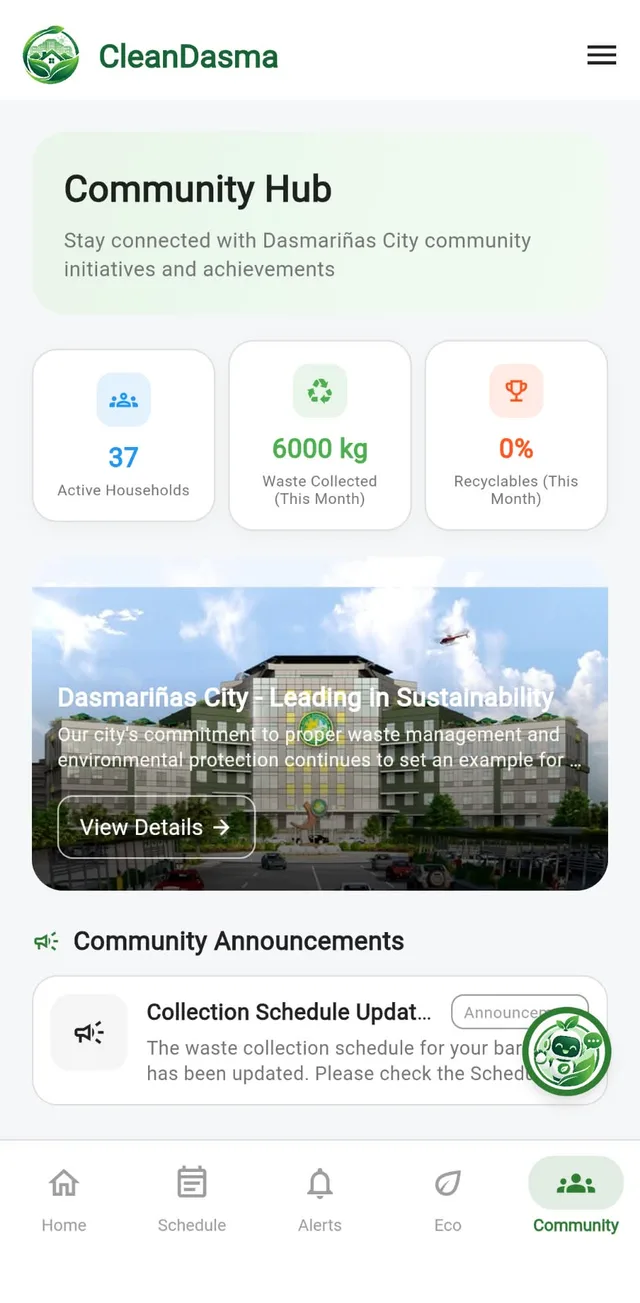 CleanDasma
Community Hub
Stay connected with Dasmariñas City community
initiatives and achievements
37
Active Households
6000 kg
Waste Collected
(This Month)
0%
Recyclables (This
Month)
Dasmariñas City - Leading in Sustainability
Our city's commitment to proper waste management and
environmental protection continues to set an example for ...
View Details →
Community Announcements
Collection Schedule Updat...
The waste collection schedule for your
has been updated. Please check the
Home
Schedule
Alerts
Eco
Community